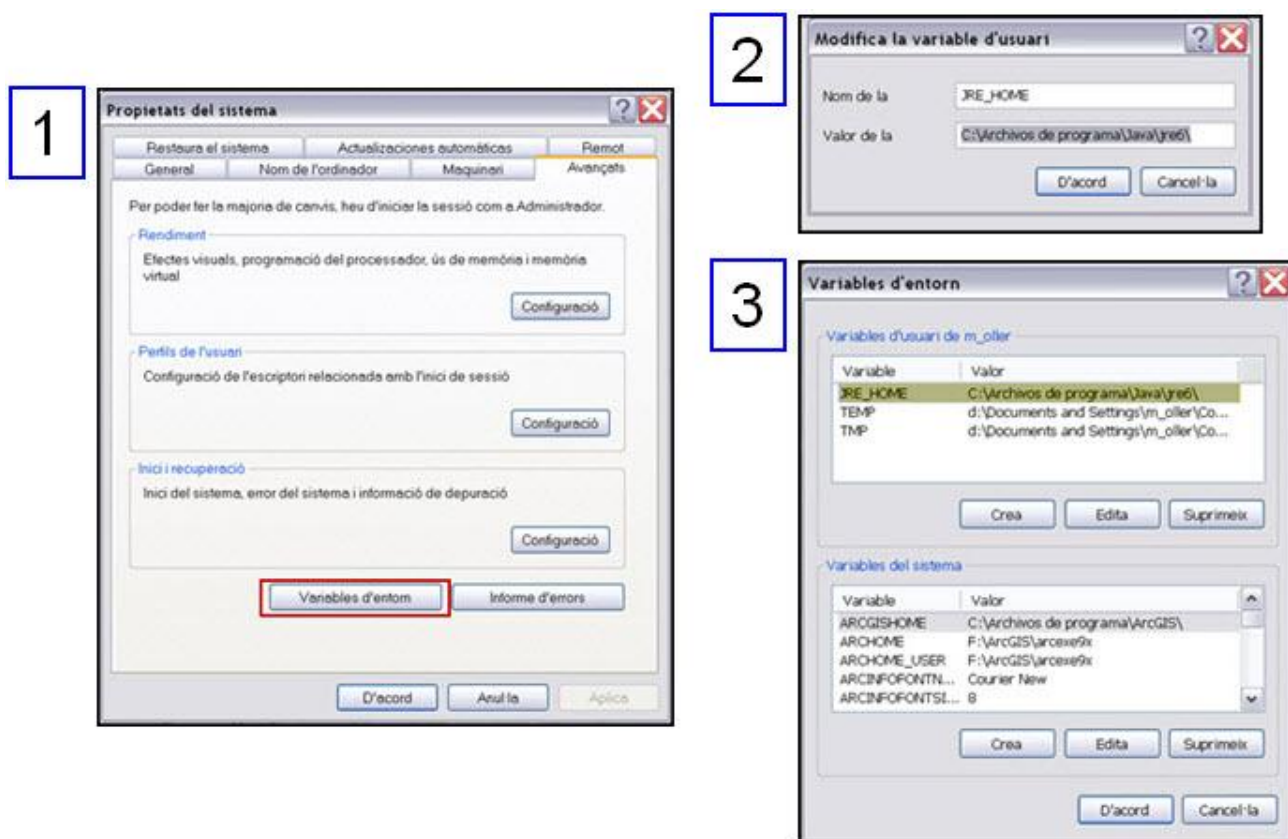 1
Propietats del sistema
Restaura el sistema Actualizaciones automáticas Remot
General Nom de l'ordinador Maquinari Avançats
Per poder fer la majoria de canvis, heu d'iniciar la sessió com a Administrador.
Rendiment
Efectes visuals, programació del processador, ús de memòria i memòria
virtual
Configuració
Perfils de l'usuari
Configuració de l'escriptori relacionada amb l'inici de sessió
Configuració
Inici i recuperació
Inici del sistema, error del sistema i informació de depuració
Configuració
Variables d'entorn Informe d'errors
D'acord Anul·la Aplica
2
Modifica la variable d'usuari
Nom de la JRE_HOME
Valor de la C:\Archivos de programa\Java\jre6\
D'acord Cancel·la
3
Variables d'entorn
Variables d'usuari de m_oller
Variable Valor
JRE_HOME C:\Archivos de programa\Java\jre6\
TEMP d:\Documents and Settings\m_oller\Co...
TMP d:\Documents and Settings\m_oller\Co...
Crea Edita Suprimeix
Variables del sistema
Variable Valor
ARCGISHOME C:\Archivos de programa\ArcGIS\
ARCHOME F:\ArcGIS\arcexe9x
ARCHOME_USER F:\ArcGIS\arcexe9x
ARCINFOFONTN... Courier New
ARCINFOFONTSI... 8
Crea Edita Suprimeix
D'acord Cancel·la